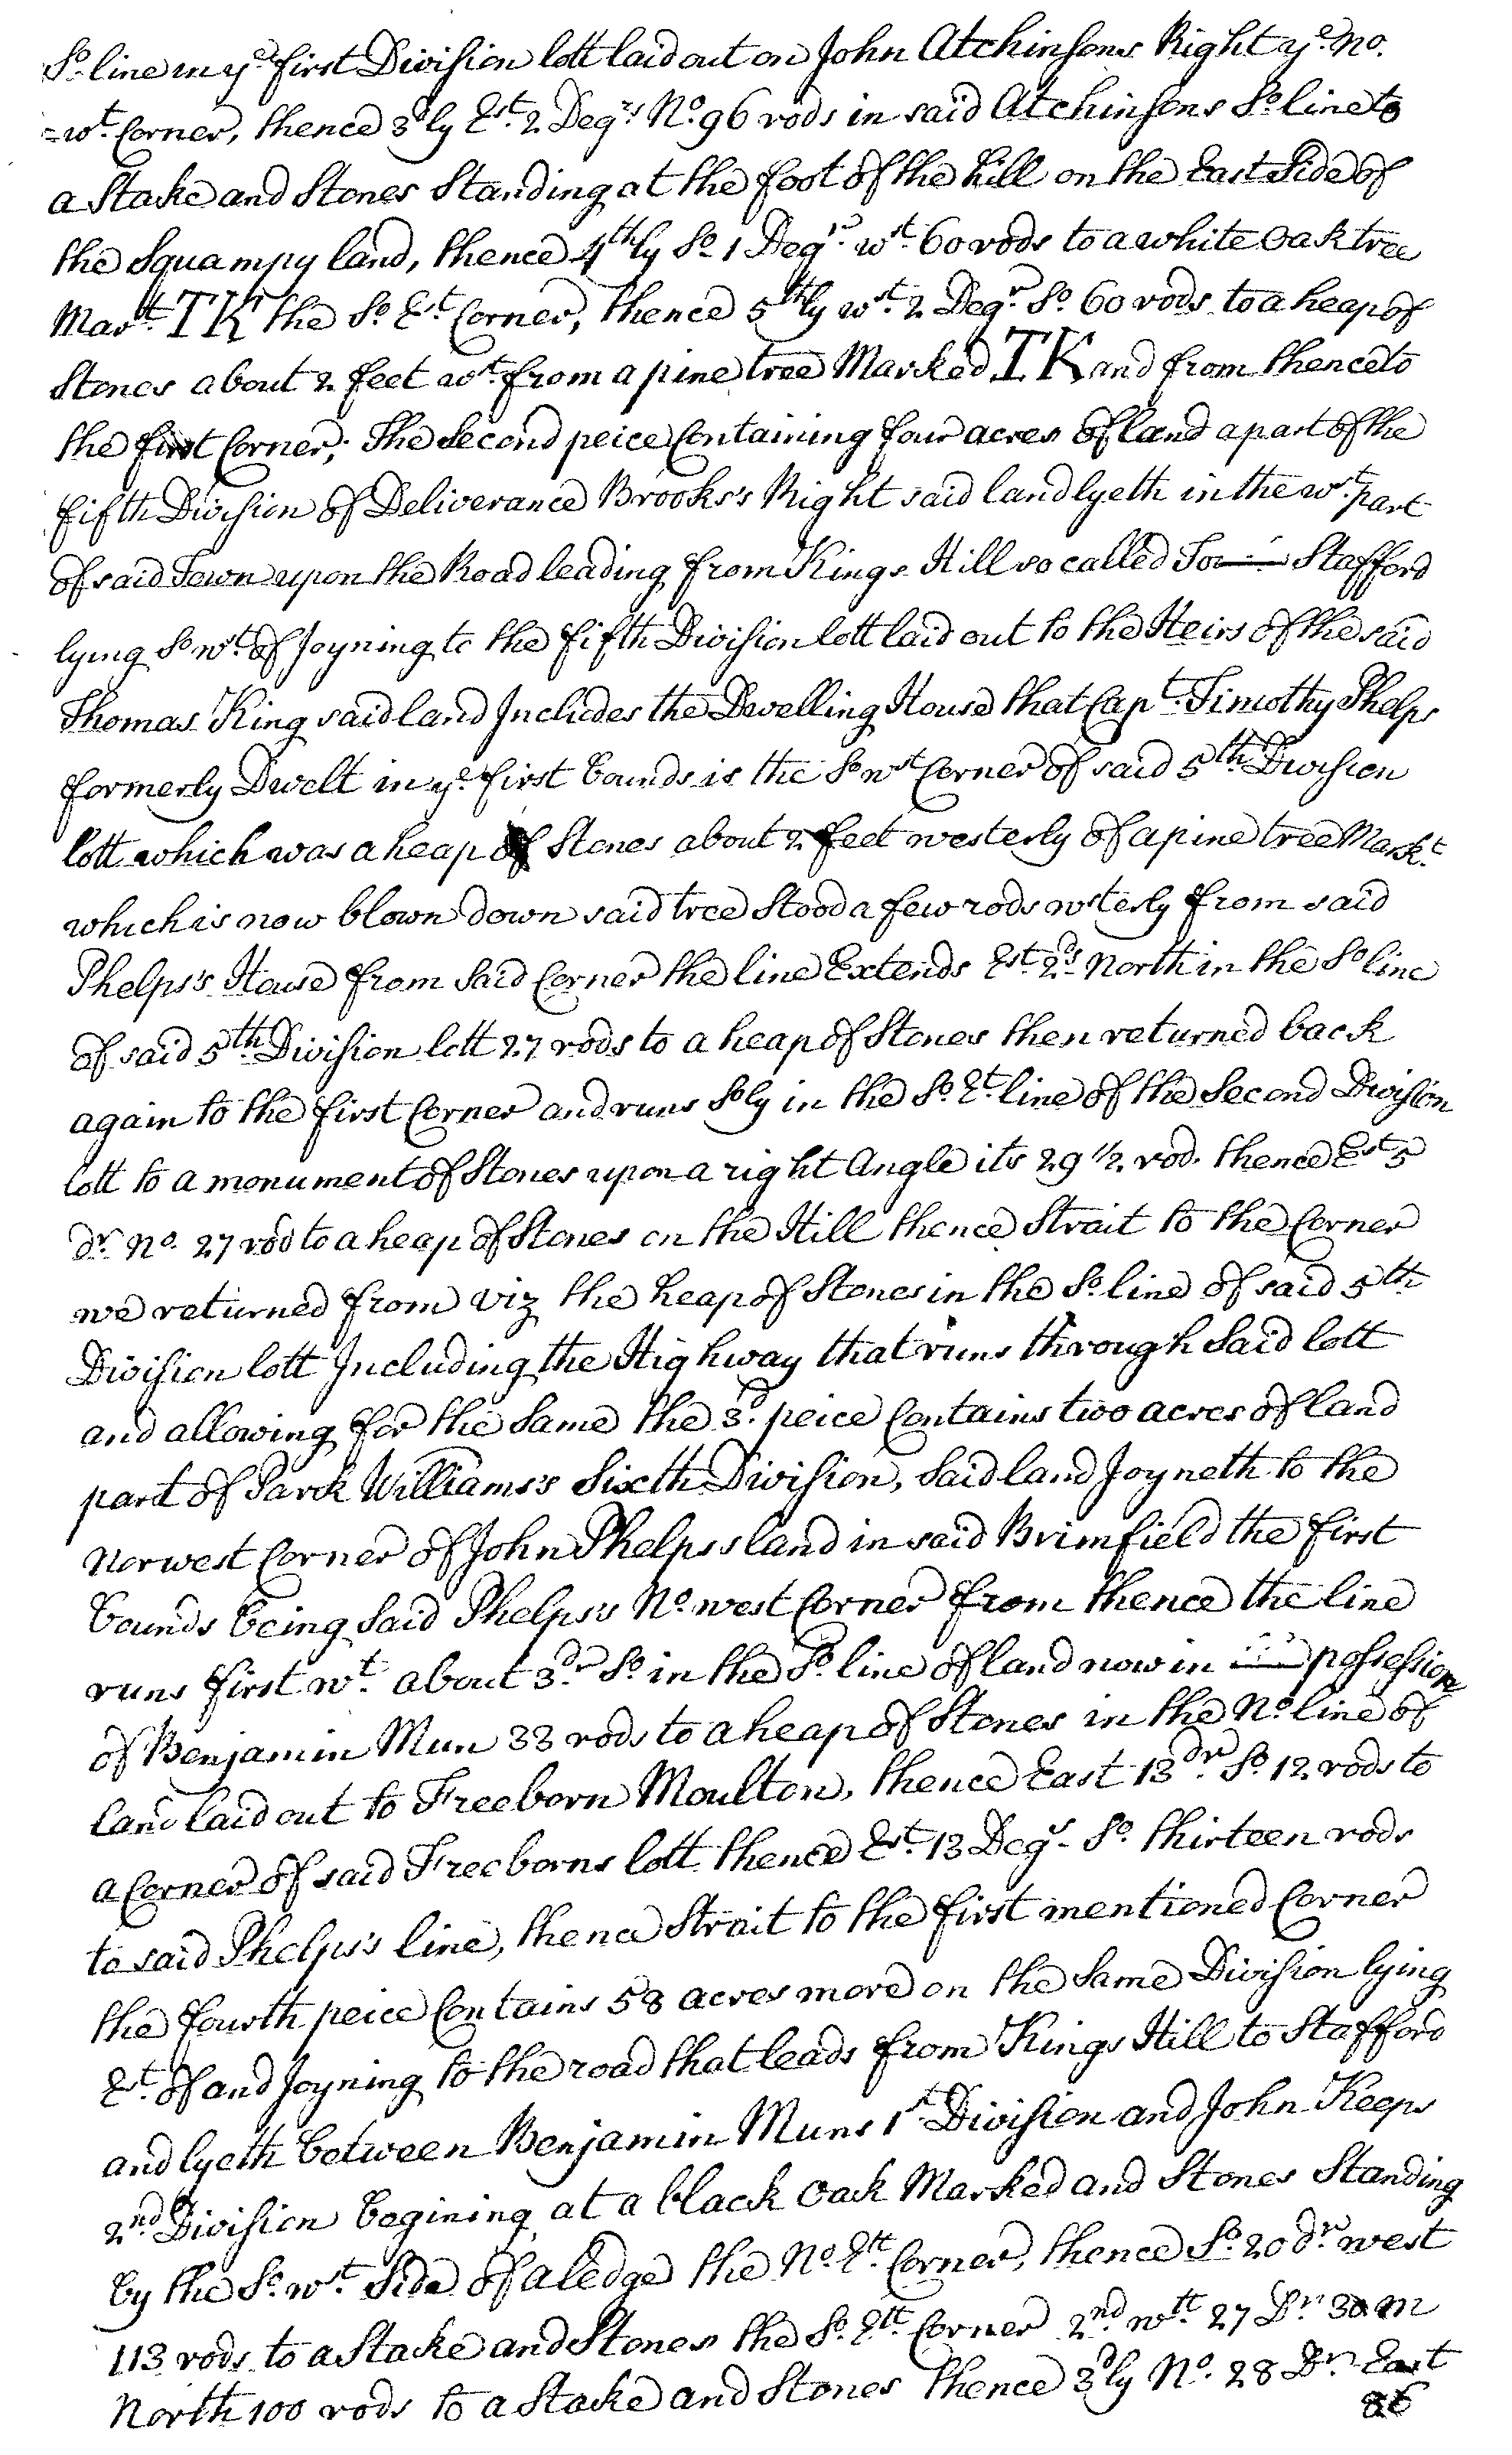 So. line in ye. first Division lott laid out on John Atchinsons Right ye. No.
=wt. Corner, thence 3dly Est. 2 Degrs. No. 96 rods in said Atchinsons So. line to
a Stake and Stones Standing at the foot of the hill on the East Side of
the Squampy land, thence 4thly So. 1 Degrs. wst. 60 rods to a white Oak tree
Mart. TK the So. Est. Corner, thence 5thly wst. 2 Degr. So. 60 rods to a heap of
Stones about 2 feet wt. from a pine tree Marked TK and from thence to
the first Corner; The Second peice Containing four acres of land a part of the
fifth Division of Deliverance Brooks's Right said land lyeth in the wst. part
of said Town upon the Road leading from Kings Hill so called To Stafford
lying So wt. of Joyning to the fifth Division lott laid out to the Heirs of the said
Thomas King said land Includes the Dwelling House that Capt. Timothy Phelps
formerly Dwelt in ye. first bounds is the So wst Corner of said 5th Division
lott which was a heap of Stones about 2 feet westerly of a pine tree Markt.
which is now blown down said tree Stood a few rods wsterly from said
Phelps's House from Said Corner the line Extends Est. 2ds. North in the So line
of said 5th Division lott 27 rods to a heap of Stones then returned back
again to the first Corner and runs Soly in the So. Et. line of the Second Division
lott to a monument of Stones upon a right Angle its 29 1/2 rod. thence Est 5
dr. No. 27 rod to a heap of Stones on the Hill thence Strait to the Corner
we returned from viz the heap of Stones in the So. line of said 5th
Division lott Including the Highway that runs through Said lott
and allowing for the Same the 3d. peice Contains two acres of land
part of Park Williams's Sixth Division, Said land Joyneth to the
Norwest Corner of John Phelps's land in said Brimfield the first
bounds being Said Phelps's No. west Corner from thence the line
runs first wt. about 3dr. So. in the So. line of land now in possession
of Benjamin Mun 33 rods to a heap of Stones in the No. line of
land laid out to Freeborn Moulton, thence East 13dr. So. 12 rods to
a Corner of said Freeborns lott thence Est. 13 Degs. So. thirteen rods
to said Phelps's line, thence Strait to the first mentioned Corner
the fourth peice Contains 58 acres more on the Same Division lying
Est. of and Joyning to the road that leads from Kings Hill to Stafford
and lyeth between Benjamin Muns 1st Division and John Keeps
2nd. Division begining at a black Oak Marked and Stones Standing
by the So. wst. Side of a ledge the No. Ett. Corner, thence So. 20 dr. west
113 rods to a Stake and Stones the So. Ett. Corner 2nd. wtt. 27 Dr. 30 m
North 100 rods to a Stake and Stones thence 3dly No. 28 Dr. East
86